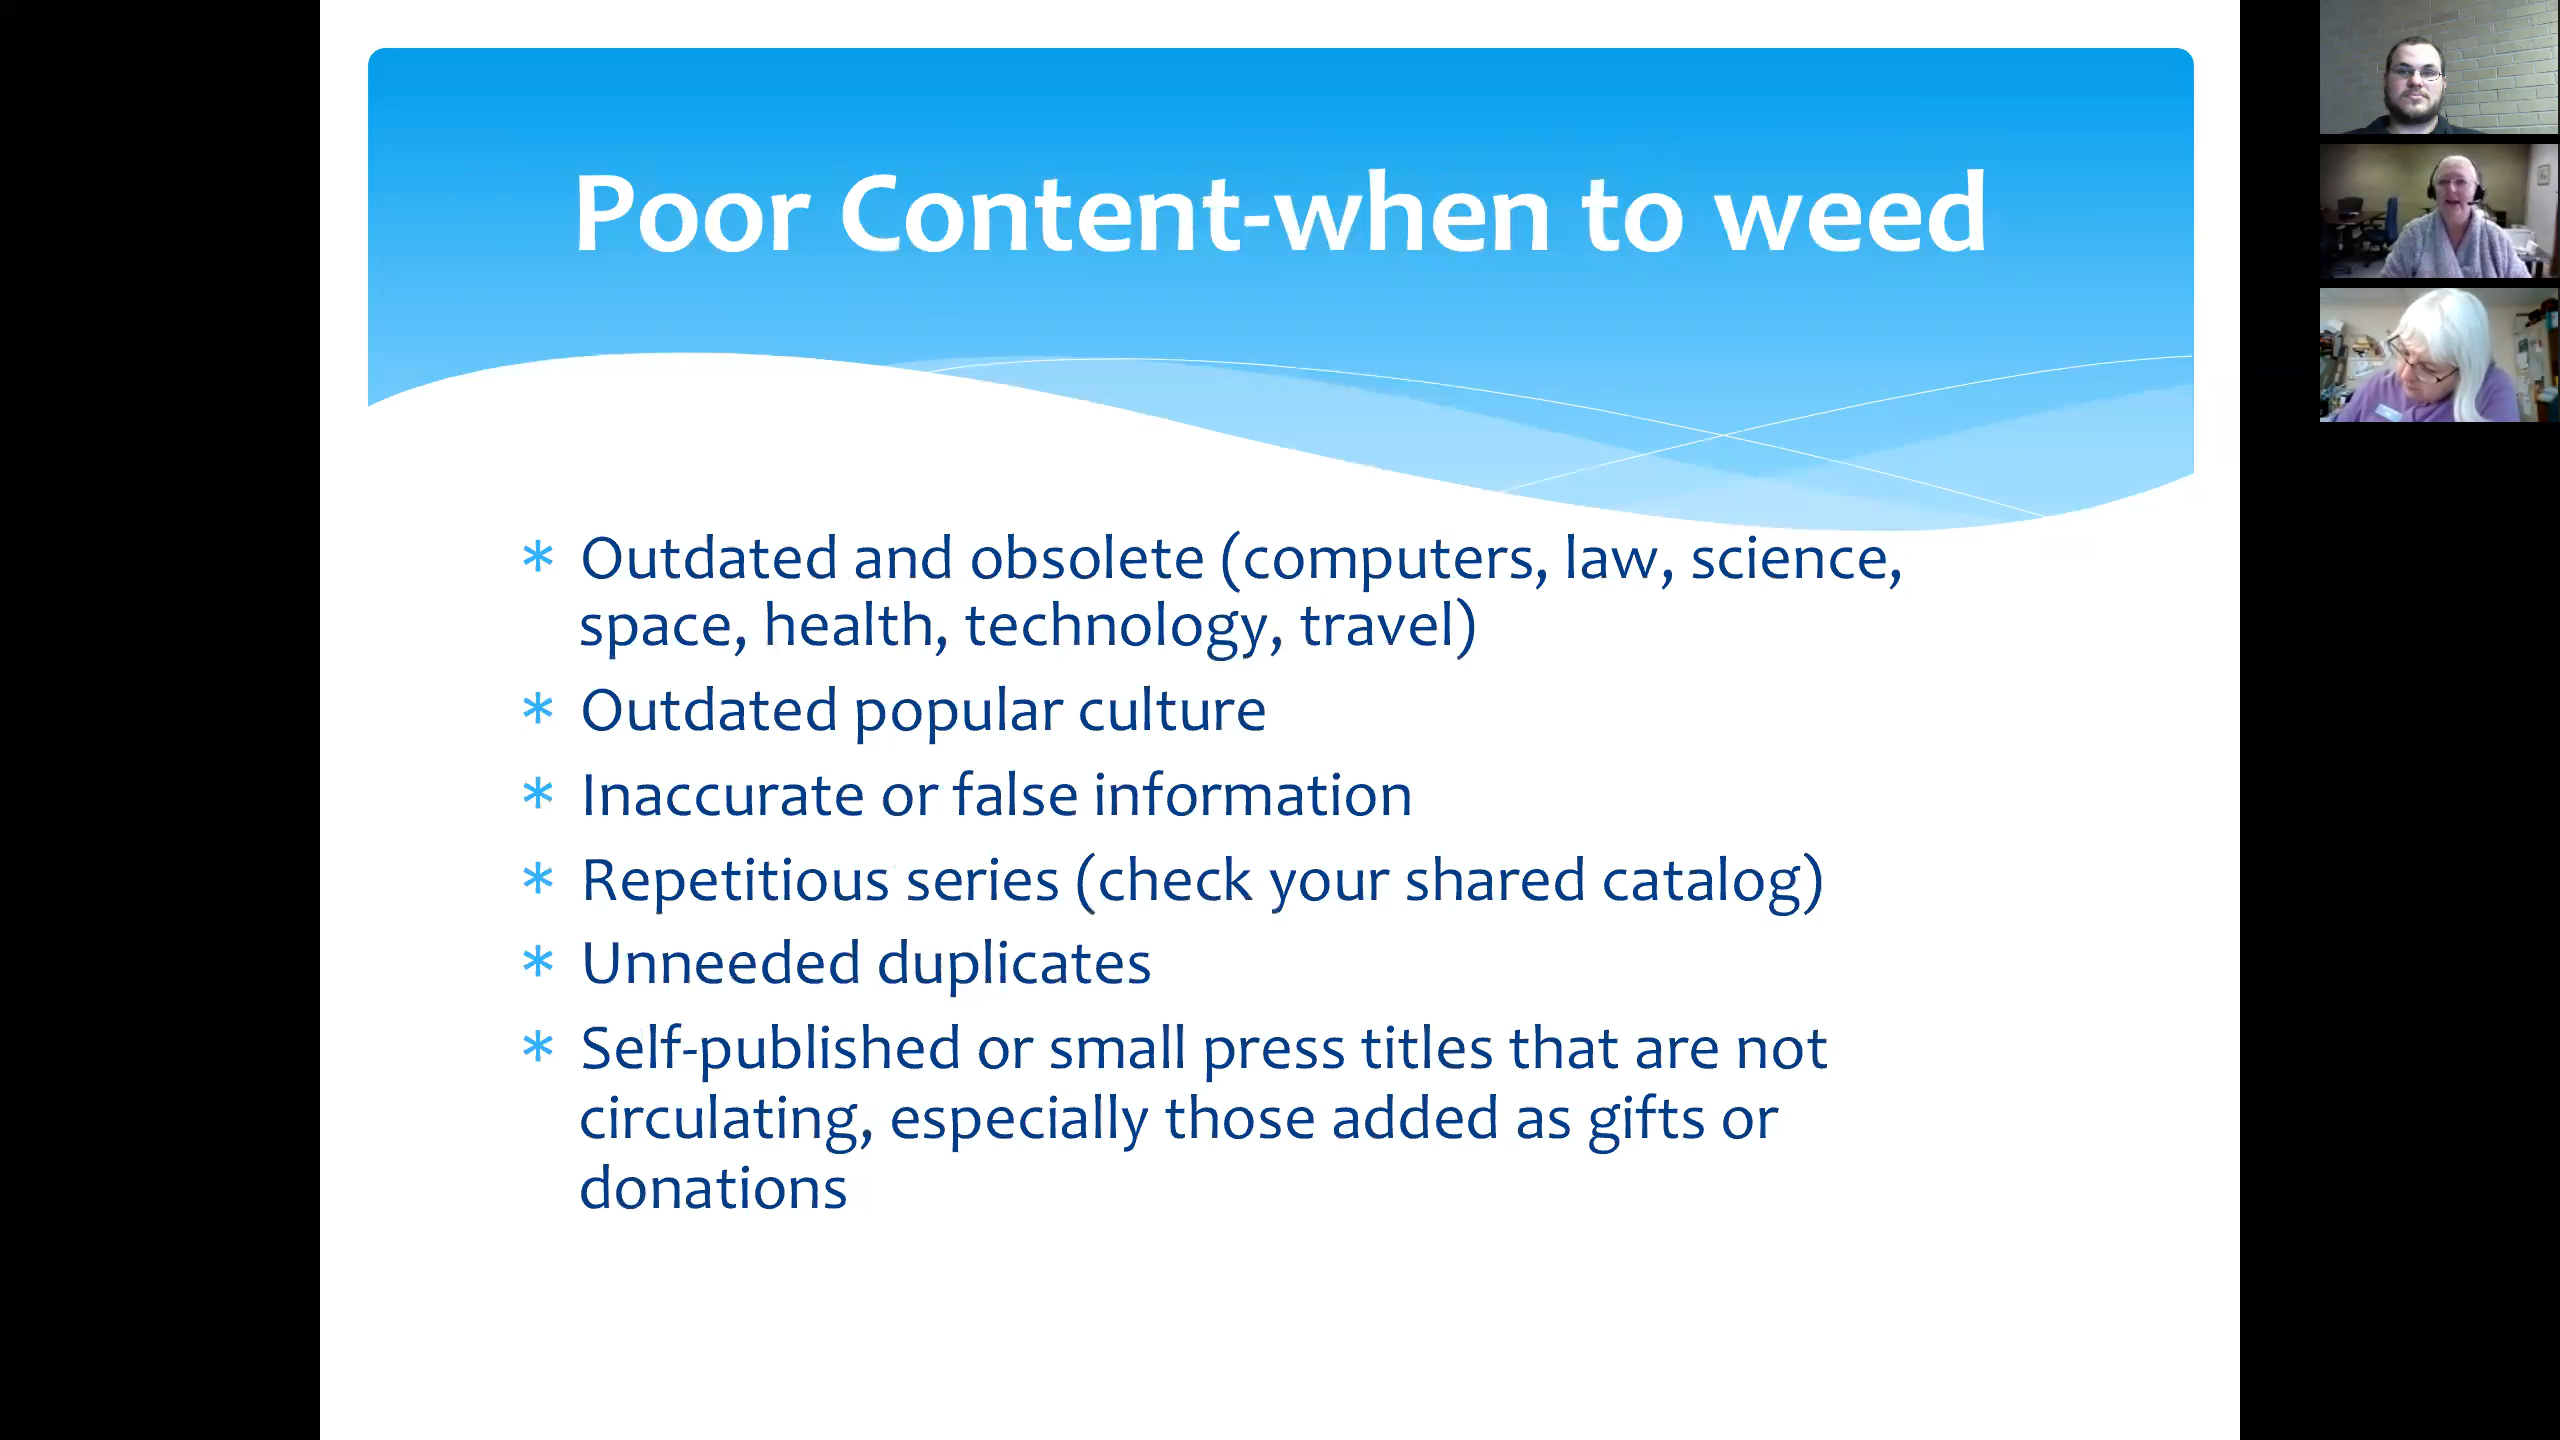 Poor Content-when to weed
* Outdated and obsolete (computers, law, science,
space, health, technology, travel)
* Outdated popular culture
* Inaccurate or false information
* Repetitious series (check your shared catalog)
* Unneeded duplicates
* Self-published or small press titles that are not
circulating, especially those added as gifts or
donations